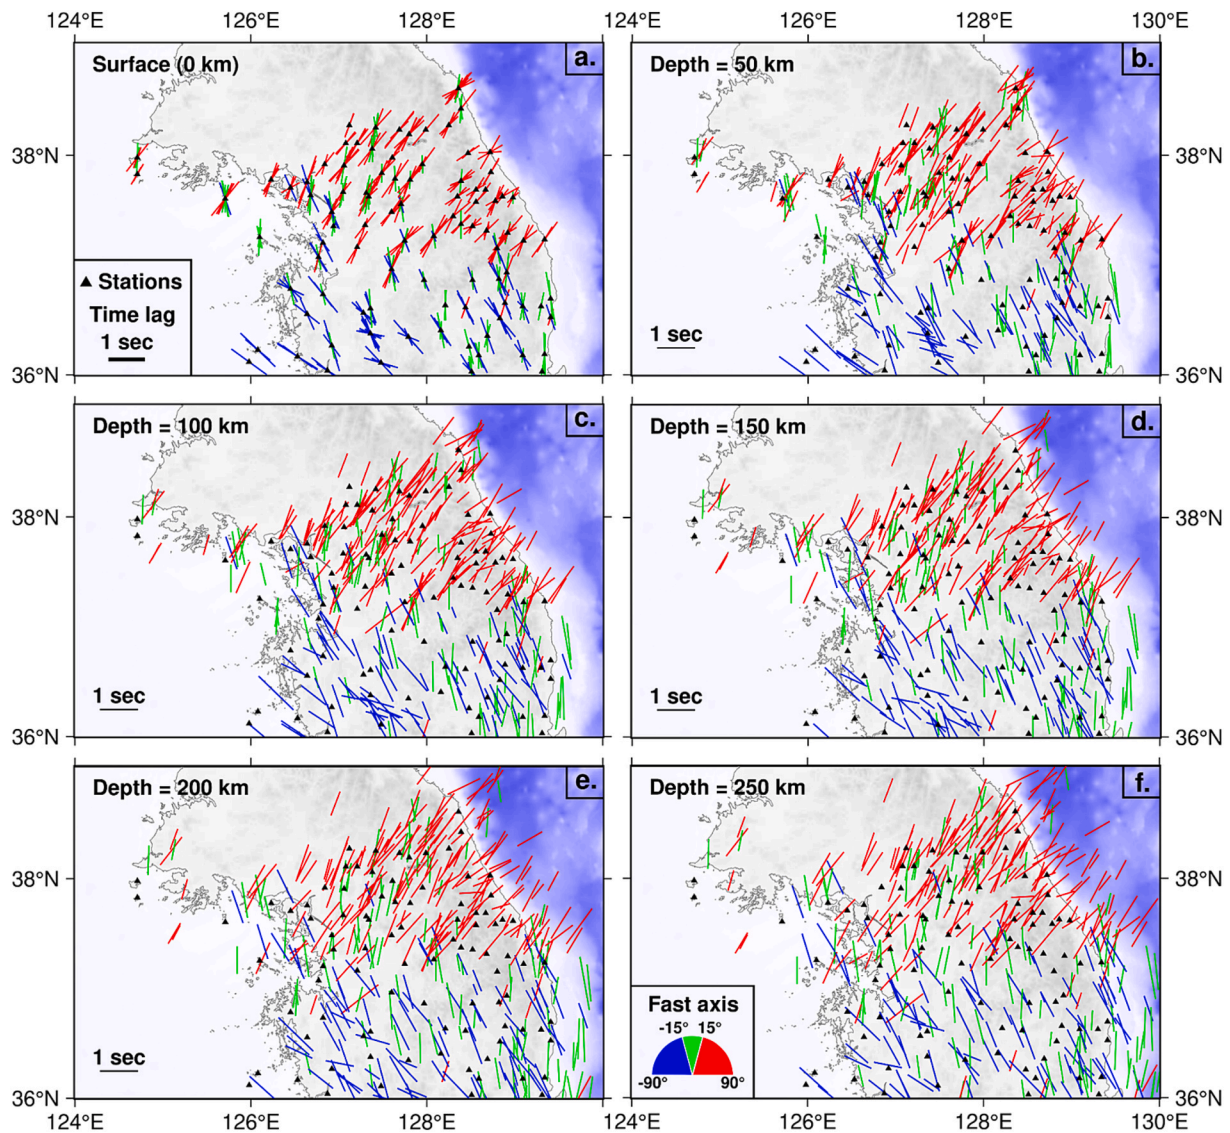 124°E 126°E 128°E 124°E 126°E 128°E 130°E
Surface (0 km) a. Depth = 50 km b.
38°N 38°N
▲ Stations
Time lag
1 sec 1 sec
36°N 36°N
Depth = 100 km c. Depth = 150 km d.
38°N 38°N
1 sec 1 sec
36°N 36°N
Depth = 200 km e. Depth = 250 km f.
38°N 38°N
Fast axis
-15° 15°
1 sec -90° 90°
36°N 36°N
124°E 126°E 128°E 124°E 126°E 128°E 130°E